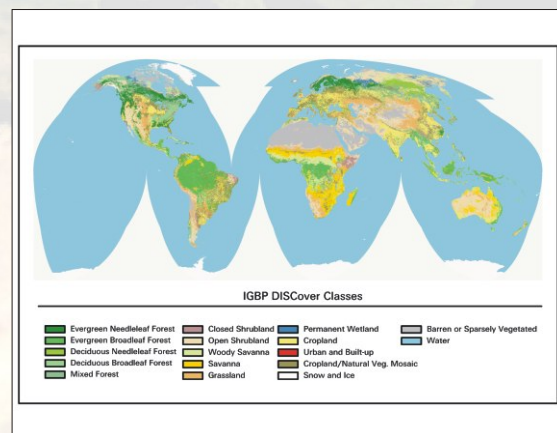 IGBP DISCover Classes
Evergreen Needleleaf Forest
Evergreen Broadleaf Forest
Deciduous Needleleaf Forest
Deciduous Broadleaf Forest
Mixed Forest
Closed Shrubland
Open Shrubland
Woody Savanna
Savanna
Grassland
Permanent Wetland
Cropland
Urban and Built-up
Cropland/Natural Veg. Mosaic
Snow and Ice
Barren or Sparsely Vegetated
Water